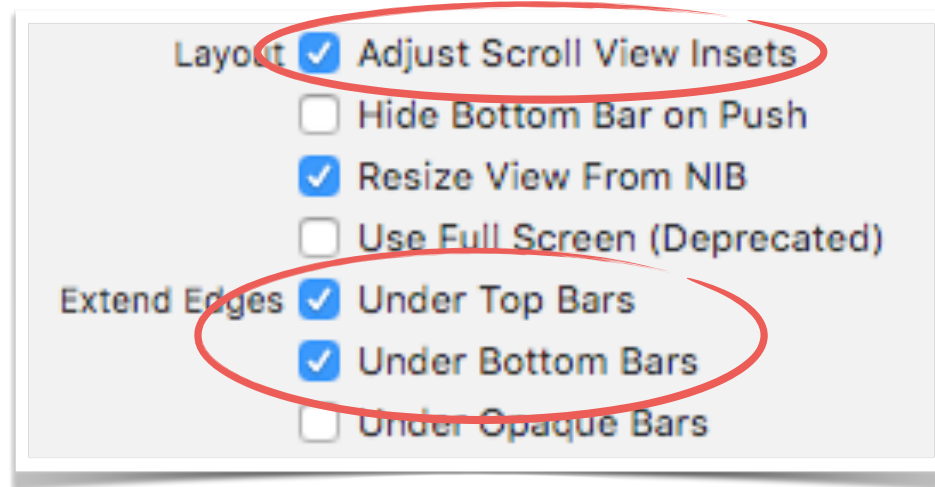 Layout Adjust Scroll View Insets
Hide Bottom Bar on Push
Resize View From NIB
Use Full Screen (Deprecated)
Extend Edges Under Top Bars
Under Bottom Bars
Under Opaque Bars